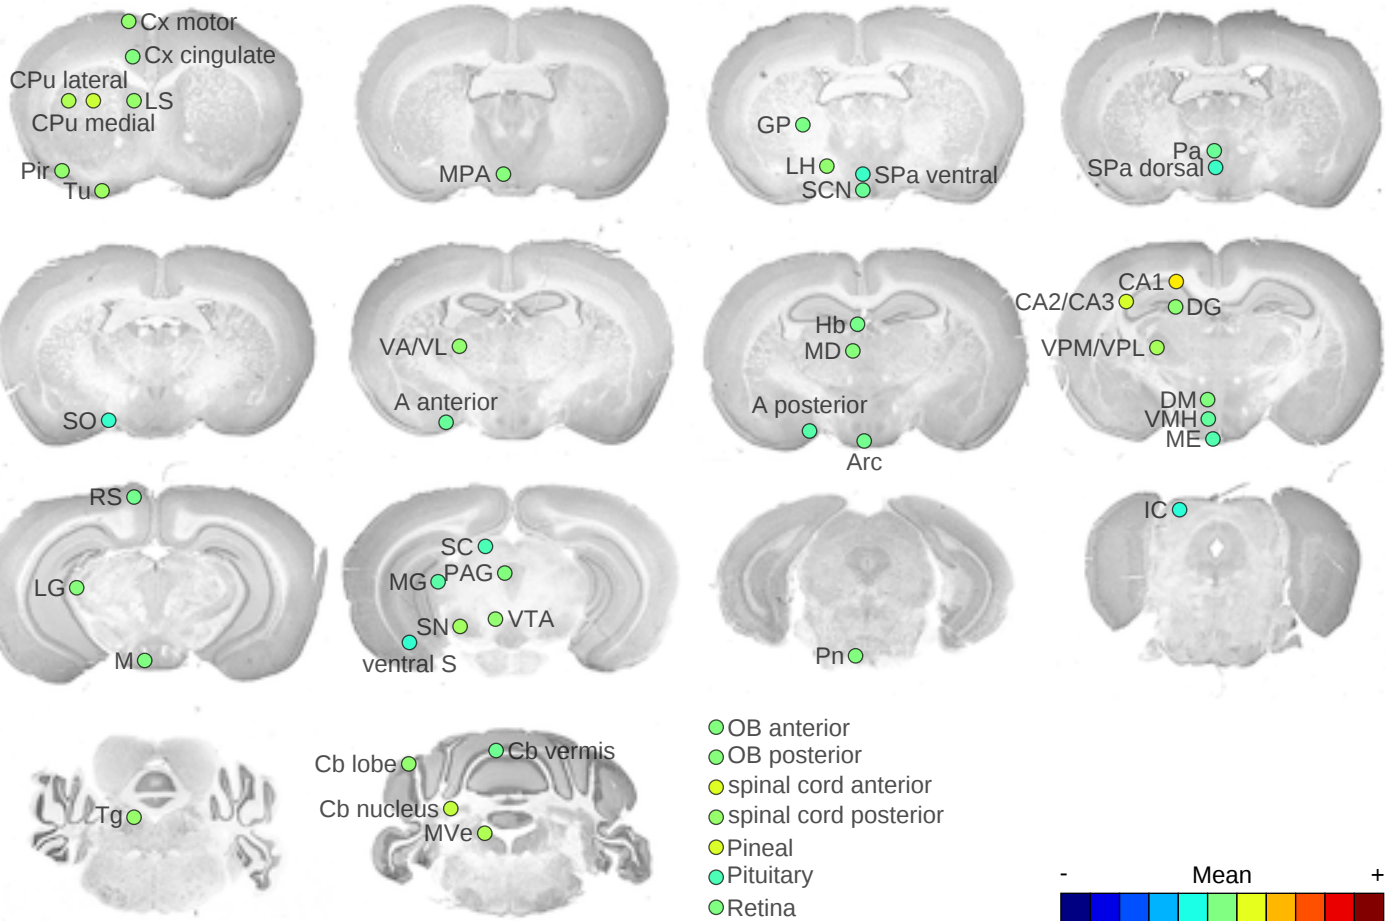 Cx motor
Cx cingulate
CPu lateral
LS
CPu medial
Pir
Tu
MPA
GP
LH
SPa ventral
SCN
Pa
SPa dorsal
SO
VA/VL
A anterior
Hb
MD
A posterior
Arc
CA1
CA2/CA3
DG
VPM/VPL
DM
VMH
ME
RS
LG
M
SC
MG
PAG
SN
VTA
ventral S
Pn
IC
Tg
Cb lobe
Cb vermis
Cb nucleus
MVe
OB anterior
OB posterior
spinal cord anterior
spinal cord posterior
Pineal
Pituitary
Retina
- Mean +